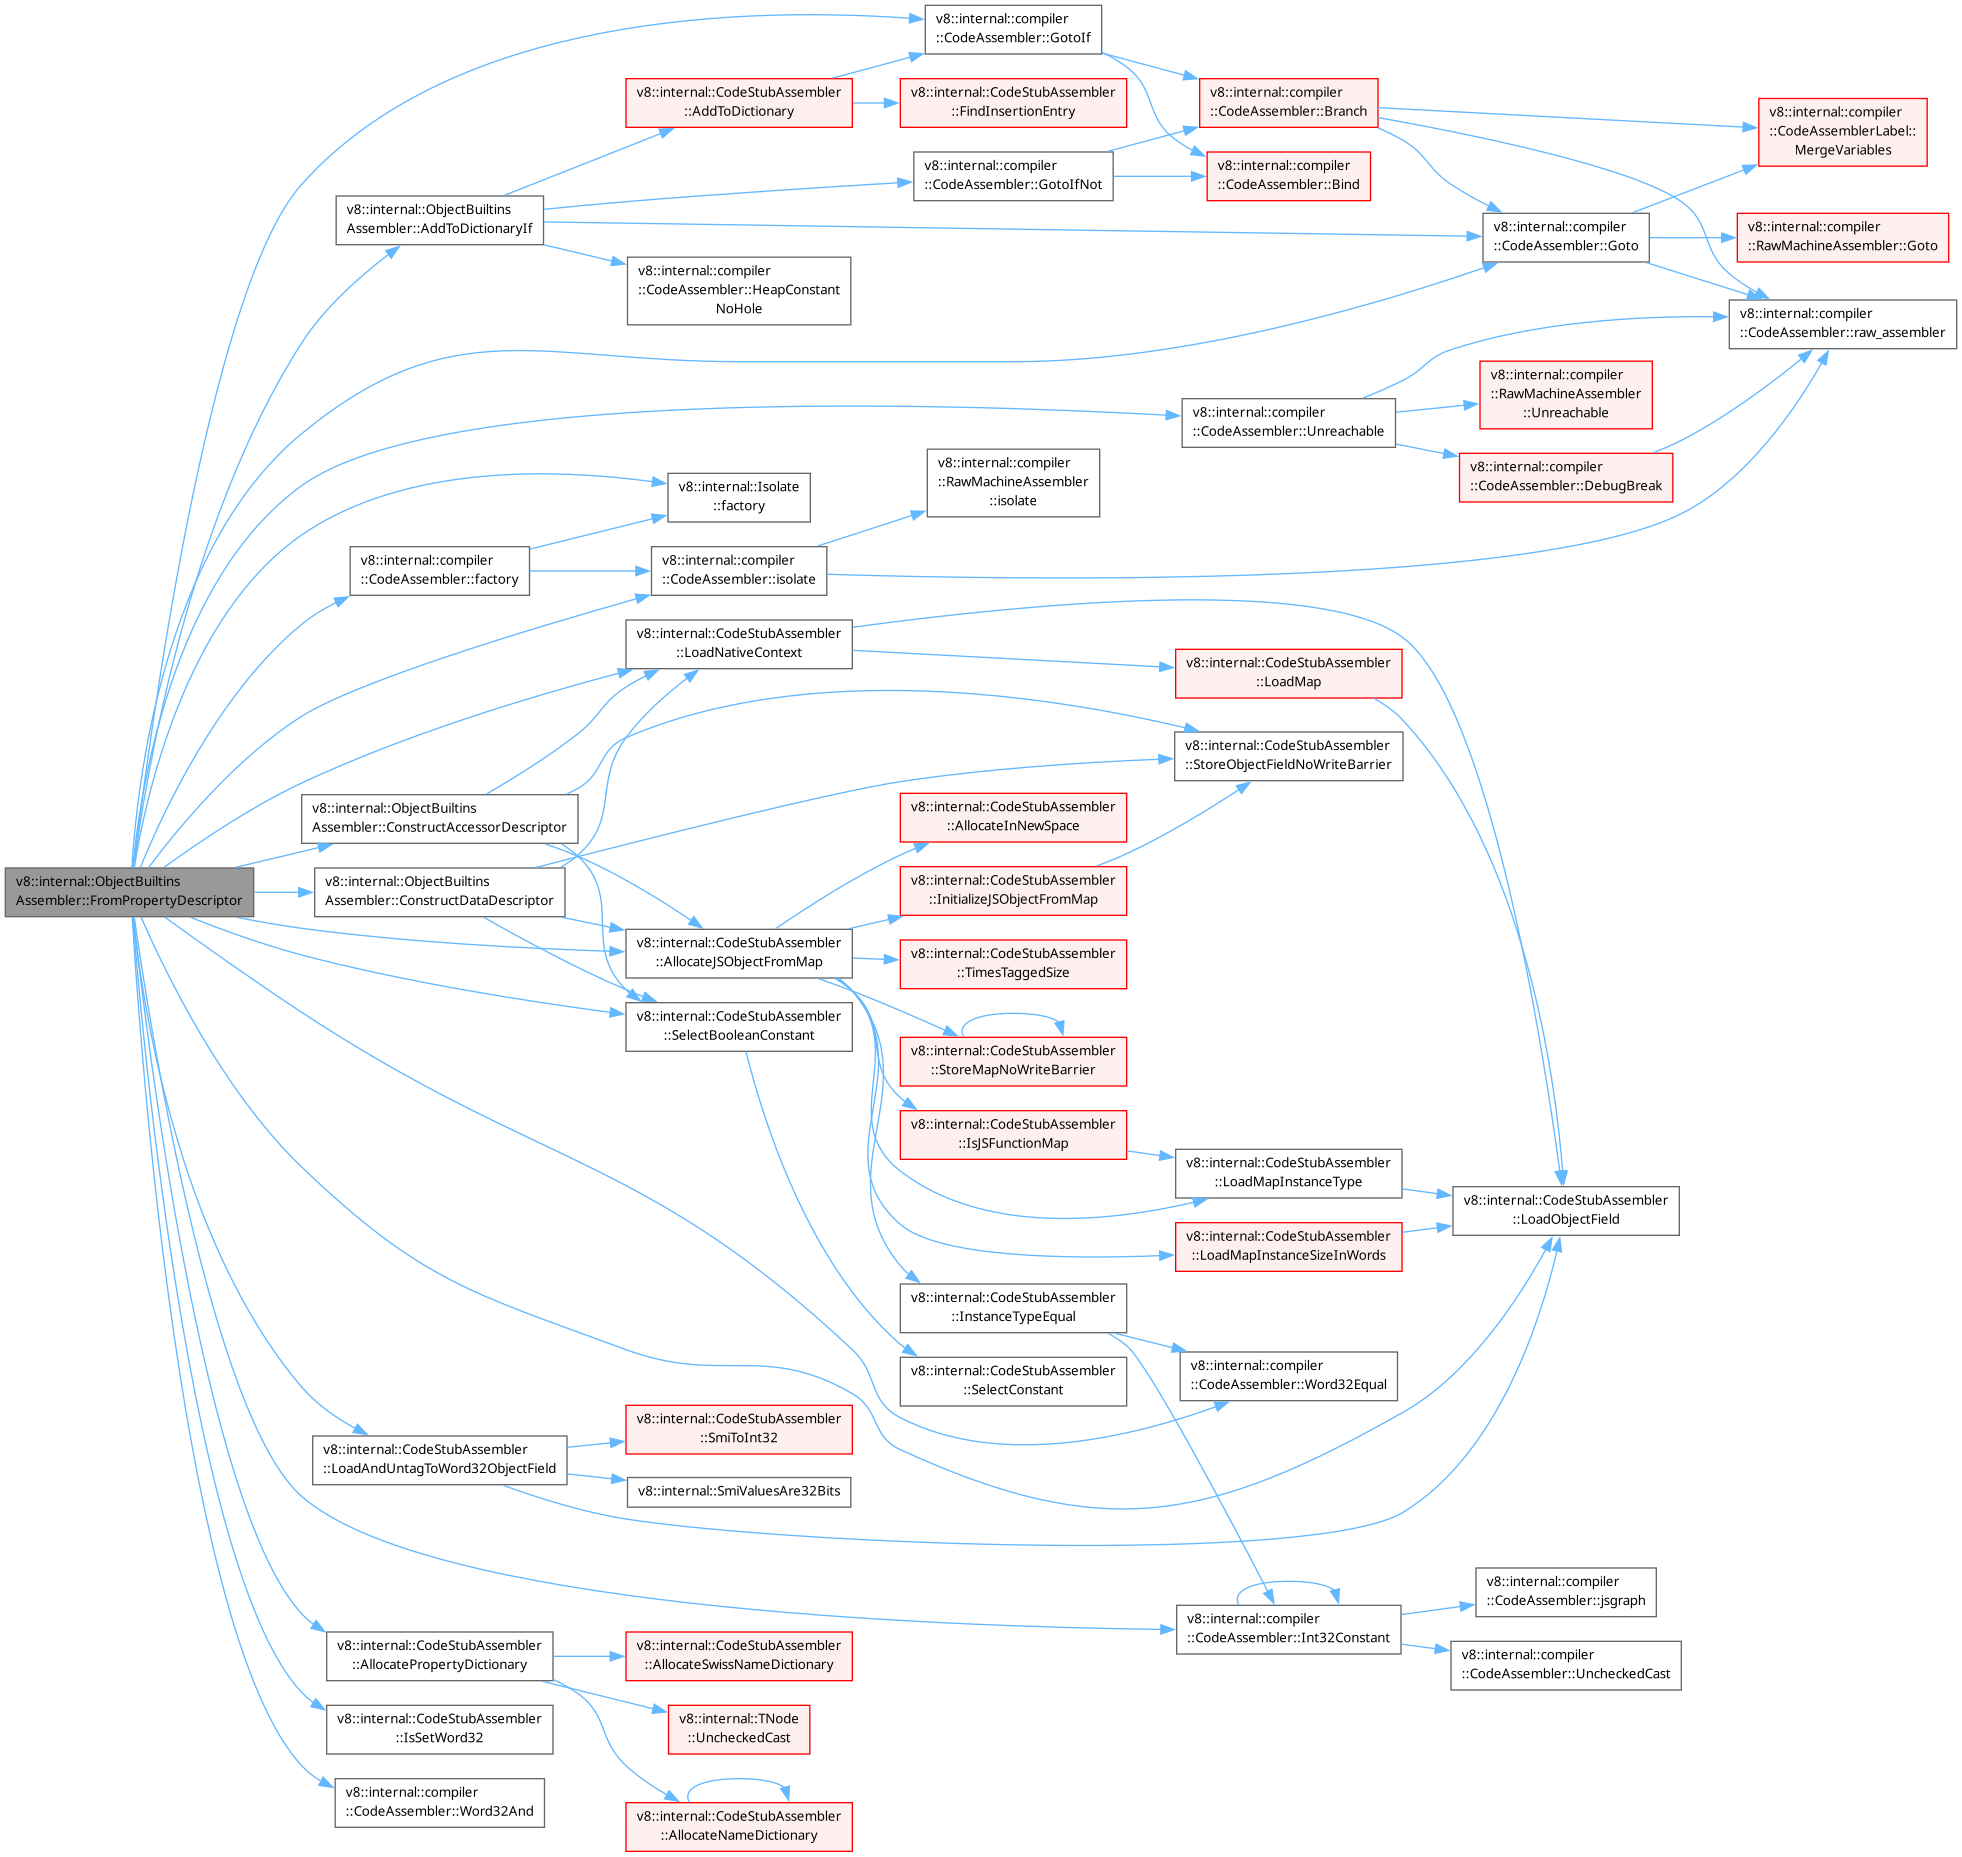 v8::internal::compiler
::CodeAssembler::GotoIf
v8::internal::CodeStubAssembler
::AddToDictionary
v8::internal::CodeStubAssembler
::FindInsertionEntry
v8::internal::compiler
::CodeAssembler::Branch
v8::internal::compiler
::CodeAssemblerLabel::
MergeVariables
v8::internal::compiler
::CodeAssembler::GotoIfNot
v8::internal::compiler
::CodeAssembler::Bind
v8::internal::ObjectBuiltins
Assembler::AddToDictionaryIf
v8::internal::compiler
::CodeAssembler::Goto
v8::internal::compiler
::RawMachineAssembler::Goto
v8::internal::compiler
::CodeAssembler::HeapConstant
NoHole
v8::internal::compiler
::CodeAssembler::raw_assembler
v8::internal::compiler
::CodeAssembler::Unreachable
v8::internal::compiler
::RawMachineAssembler
::Unreachable
v8::internal::compiler
::CodeAssembler::DebugBreak
v8::internal::Isolate
::factory
v8::internal::compiler
::RawMachineAssembler
::isolate
v8::internal::compiler
::CodeAssembler::factory
v8::internal::compiler
::CodeAssembler::isolate
v8::internal::CodeStubAssembler
::LoadNativeContext
v8::internal::CodeStubAssembler
::LoadMap
v8::internal::CodeStubAssembler
::StoreObjectFieldNoWriteBarrier
v8::internal::ObjectBuiltins
Assembler::ConstructAccessorDescriptor
v8::internal::CodeStubAssembler
::AllocateInNewSpace
v8::internal::ObjectBuiltins
Assembler::FromPropertyDescriptor
v8::internal::ObjectBuiltins
Assembler::ConstructDataDescriptor
v8::internal::CodeStubAssembler
::InitializeJSObjectFromMap
v8::internal::CodeStubAssembler
::AllocateJSObjectFromMap
v8::internal::CodeStubAssembler
::TimesTaggedSize
v8::internal::CodeStubAssembler
::SelectBooleanConstant
v8::internal::CodeStubAssembler
::StoreMapNoWriteBarrier
v8::internal::CodeStubAssembler
::IsJSFunctionMap
v8::internal::CodeStubAssembler
::LoadMapInstanceType
v8::internal::CodeStubAssembler
::LoadObjectField
v8::internal::CodeStubAssembler
::LoadMapInstanceSizeInWords
v8::internal::CodeStubAssembler
::InstanceTypeEqual
v8::internal::compiler
::CodeAssembler::Word32Equal
v8::internal::CodeStubAssembler
::SelectConstant
v8::internal::CodeStubAssembler
::SmiToInt32
v8::internal::CodeStubAssembler
::LoadAndUntagToWord32ObjectField
v8::internal::SmiValuesAre32Bits
v8::internal::compiler
::CodeAssembler::jsgraph
v8::internal::compiler
::CodeAssembler::Int32Constant
v8::internal::compiler
::CodeAssembler::UncheckedCast
v8::internal::CodeStubAssembler
::AllocatePropertyDictionary
v8::internal::CodeStubAssembler
::AllocateSwissNameDictionary
v8::internal::CodeStubAssembler
::IsSetWord32
v8::internal::TNode
::UncheckedCast
v8::internal::compiler
::CodeAssembler::Word32And
v8::internal::CodeStubAssembler
::AllocateNameDictionary